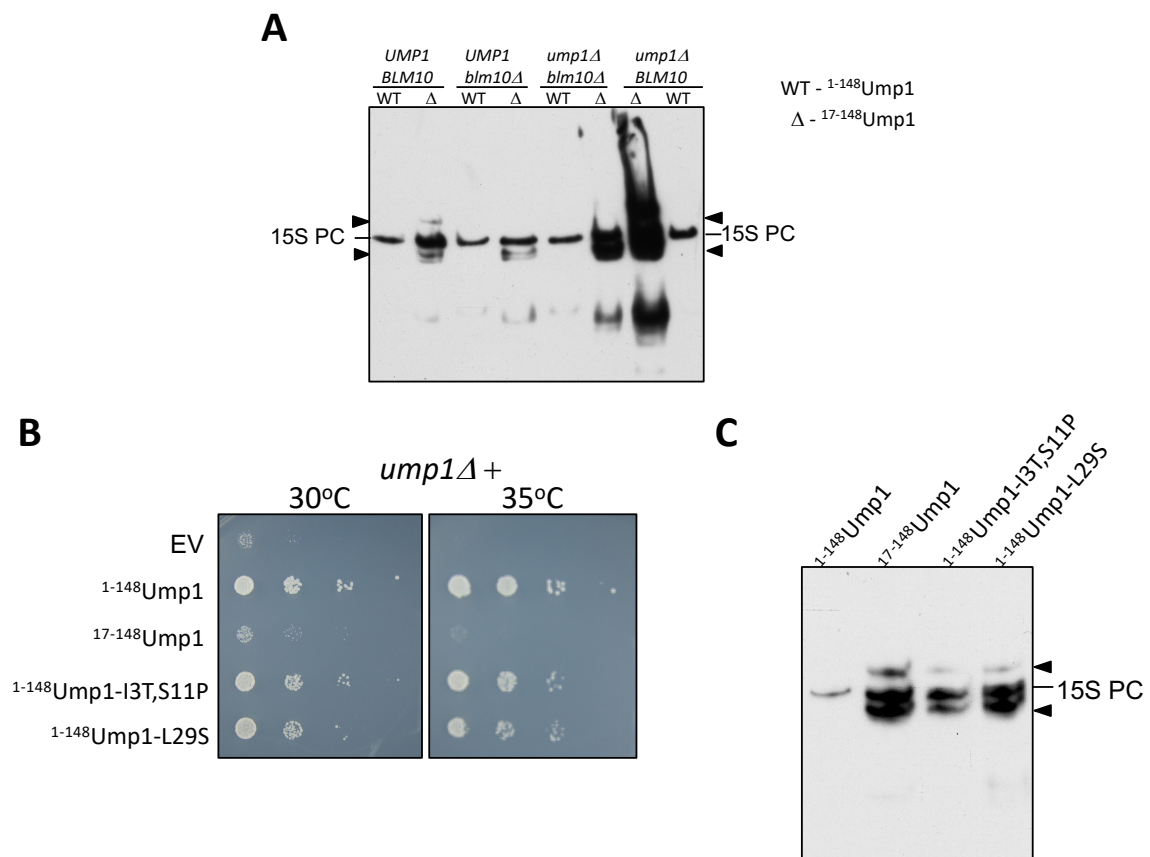 A
UMP1 UMP1 ump1Δ ump1Δ
BLM10 blm10Δ blm10Δ BLM10
WT Δ WT Δ WT Δ Δ WT
WT - 1-148Ump1
Δ - 17-148Ump1
15S PC
15S PC
B
ump1Δ +
30oC 35oC
EV
1-148Ump1
17-148Ump1
1-148Ump1-I3T,S11P
1-148Ump1-L29S
C
1-148Ump1
17-148Ump1
1-148Ump1-I3T,S11P
1-148Ump1-L29S
15S PC